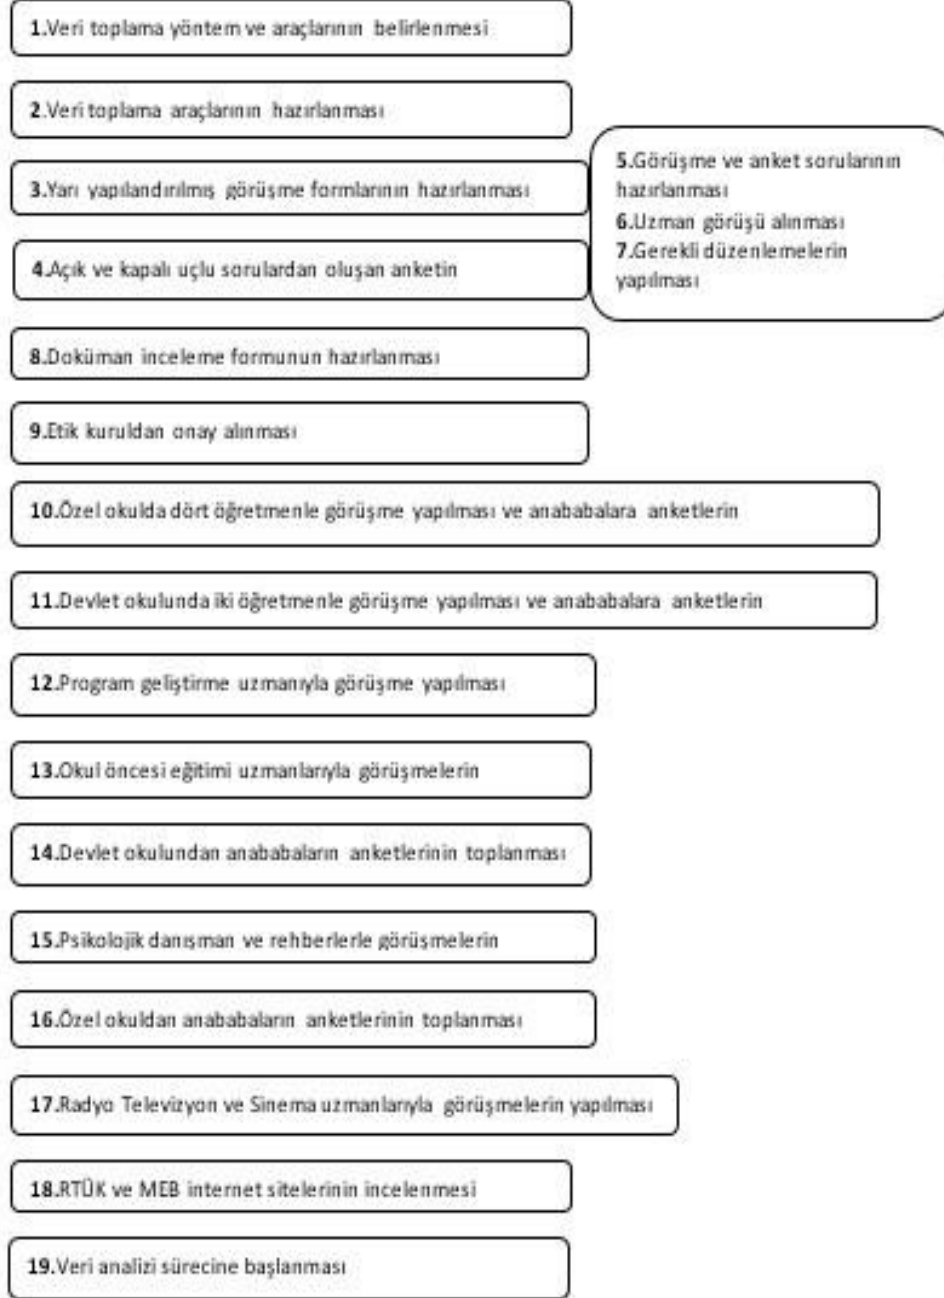 1.Veri toplama yöntem ve araçlarının belirlenmesi
2.Veri toplama araçlarının hazırlanması
3.Yarı yapılandırılmış görüşme formlarının hazırlanması
4.Açık ve kapalı uçlu sorulardan oluşan anketin
5.Görüşme ve anket sorularının
hazırlanması
6.Uzman görüşü alınması
7.Gerekli düzenlemelerin
yapılması
8.Doküman inceleme formunun hazırlanması
9.Etik kuruldan onay alınması
10.Özel okulda dört öğretmenle görüşme yapılması ve anababalara anketlerin
11.Devlet okulunda iki öğretmenle görüşme yapılması ve anababalara anketlerin
12.Program geliştirme uzmanıyla görüşme yapılması
13.Okul öncesi eğitimi uzmanlarıyla görüşmelerin
14.Devlet okulundan anababaların anketlerinin toplanması
15.Psikolojik danışman ve rehberlerle görüşmelerin
16.Özel okuldan anababaların anketlerinin toplanması
17.Radyo Televizyon ve Sinema uzmanlarıyla görüşmelerin yapılması
18.RTÜK ve MEB internet sitelerinin incelenmesi
19.Veri analizi sürecine başlanması